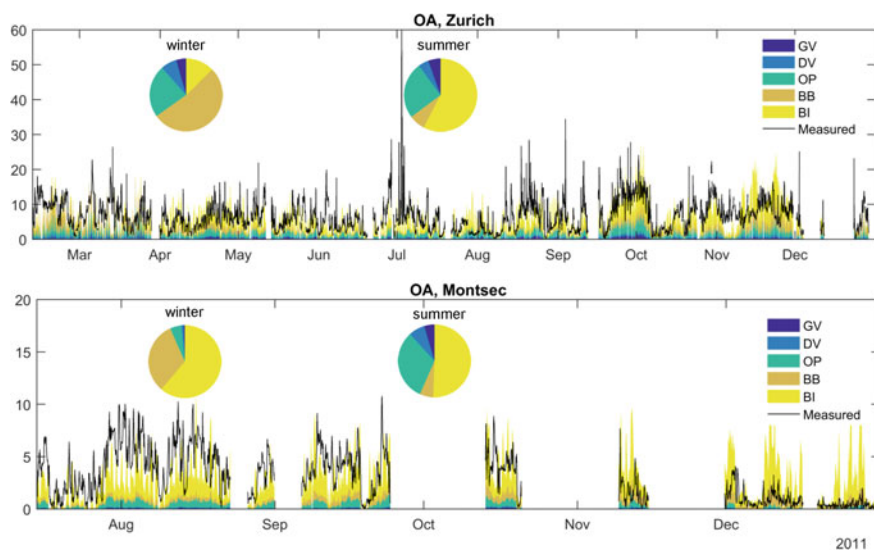 OA, Zurich
60
50
40
30
20
10
0
winter
summer
GV
DV
OP
BB
BI
Measured
Mar
Apr
May
Jun
Jul
Aug
Sep
Oct
Nov
Dec
OA, Montsec
20
15
10
5
0
winter
summer
GV
DV
OP
BB
BI
Measured
Aug
Sep
Oct
Nov
Dec
2011